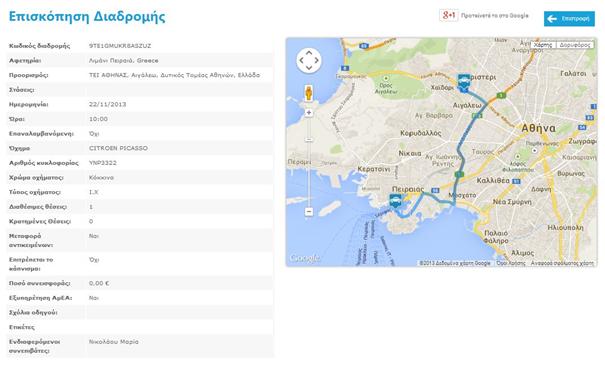 Επισκόπηση Διαδρομής
g+1 Προτείνετέ το στο Google
Επιστροφή
Κωδικός διαδρομής 9TE1GMUKR8ASZUZ
Αφετηρία: Λιμάνι Πειραιά, Greece
Προορισμός: ΤΕΙ ΑΘΗΝΑΣ, Αιγάλεω, Δυτικός Τομέας Αθηνών, Ελλάδα
Στάσεις:
Ημερομηνία: 22/11/2013
Ώρα: 10:00
Επαναλαμβανόμενη: Όχι
Όχημα CITROEN PICASSO
Αριθμός κυκλοφορίας YNP3322
Χρώμα οχήματος: Κόκκινο
Τύπος οχήματος: Ι.Χ
Διαθέσιμες θέσεις: 1
Κρατημένες Θέσεις: 0
Μεταφορά αντικειμένων: Ναι
Επιτρέπεται το κάπνισμα: Όχι
Ποσό συνεισφοράς: 0,00 €
Εξυπηρέτηση ΑμΕΑ: Ναι
Σχόλια οδηγού:
Ετικέτες
Ενδιαφερόμενοι συνεπιβάτες: Νικολάου Μαρία
Χάρτης Δορυφόρος
Περιστέρι
Γαλάτσι
Χαϊδάρι
Αιγάλεω
Αγ. Βαρβάρα
Αθήνα
Κορυδαλλός
Νίκαια
Κερατσίνι
Ταύρος
Καλλιθέα
Βύρωνας
Πειραιάς
Μοσχάτο
Νέα Σμύρνη
Παλαιό Φάληρο
Ηλιούπολη
Άλιμος
Google
©2013 Δεδομένα χάρτη Google Όροι Χρήσης Αναφορά σφάλματος χάρτη